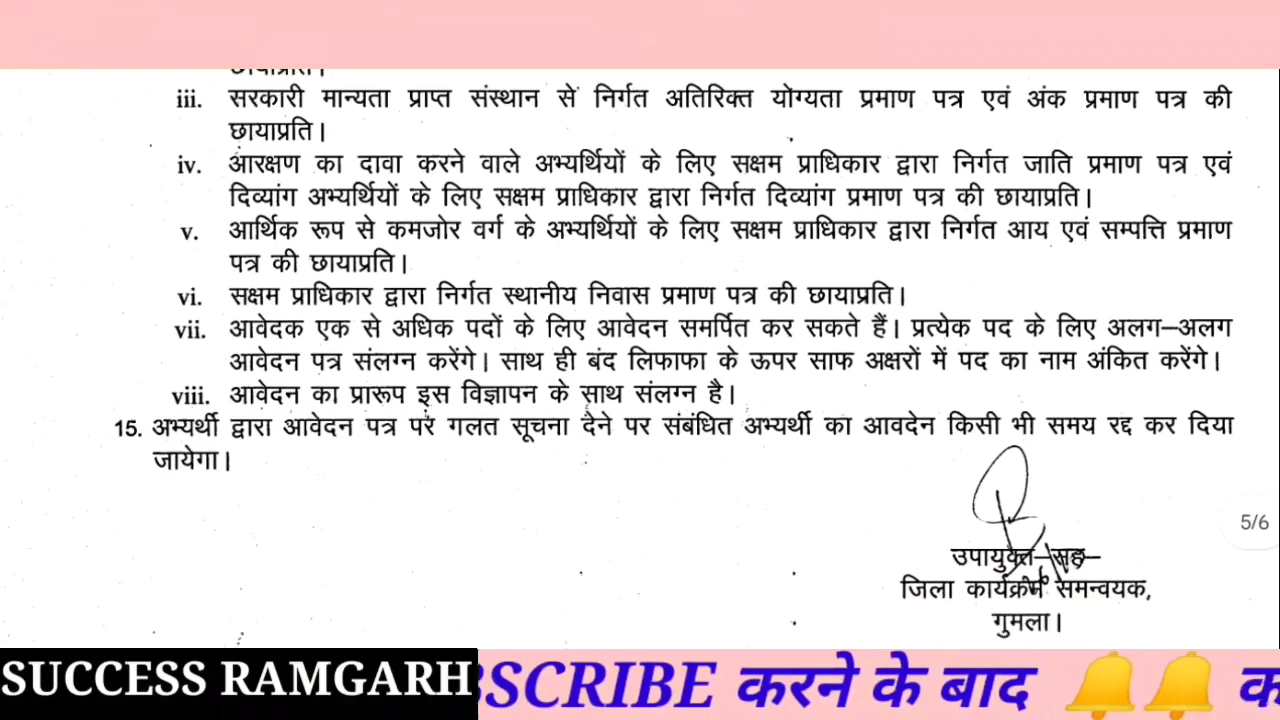 छायाप्रति।
iii. सरकारी मान्यता प्राप्त संस्थान से निर्गत अतिरिक्त योग्यता प्रमाण पत्र एवं अंक प्रमाण पत्र की
छायाप्रति।
iv. आरक्षण का दावा करने वाले अभ्यर्थियों के लिए सक्षम प्राधिकार द्वारा निर्गत जाति प्रमाण पत्र एवं
दिव्यांग अभ्यर्थियों के लिए सक्षम प्राधिकार द्वारा निर्गत दिव्यांग प्रमाण पत्र की छायाप्रति।
v. आर्थिक रूप से कमजोर वर्ग के अभ्यर्थियों के लिए सक्षम प्राधिकार द्वारा निर्गत आय एवं सम्पत्ति प्रमाण
पत्र की छायाप्रति।
vi. सक्षम प्राधिकार द्वारा निर्गत स्थानीय निवास प्रमाण पत्र की छायाप्रति।
vii. आवेदक एक से अधिक पदों के लिए आवेदन समर्पित कर सकते हैं। प्रत्येक पद के लिए अलग–अलग
आवेदन पत्र संलग्न करेंगे। साथ ही बंद लिफाफा के ऊपर साफ अक्षरों में पद का नाम अंकित करेंगे।
viii. आवेदन का प्रारूप इस विज्ञापन के साथ संलग्न है।
15. अभ्यर्थी द्वारा आवेदन पत्र पर गलत सूचना देने पर संबंधित अभ्यर्थी का आवदेन किसी भी समय रद्द कर दिया
जायेगा।
5/6
उपायुक्त–सह–
जिला कार्यक्रम समन्वयक,
गुमला।
SUCCESS RAMGARH
BSCRIBE करने के बाद 🔔🔔 क